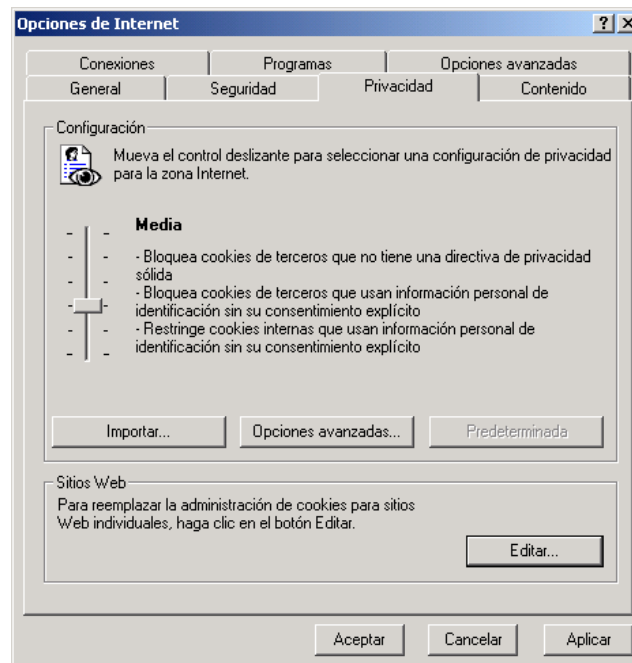 Opciones de Internet
Conexiones Programas Opciones avanzadas
General Seguridad Privacidad Contenido
Configuración
Mueva el control deslizante para seleccionar una configuración de privacidad
para la zona Internet.
Media
- Bloquea cookies de terceros que no tiene una directiva de privacidad
sólida
- Bloquea cookies de terceros que usan información personal de
identificación sin su consentimiento explícito
- Restringe cookies internas que usan información personal de
identificación sin su consentimiento explícito
Importar... Opciones avanzadas... Predeterminada
Sitios Web
Para reemplazar la administración de cookies para sitios
Web individuales, haga clic en el botón Editar.
Editar...
Aceptar Cancelar Aplicar